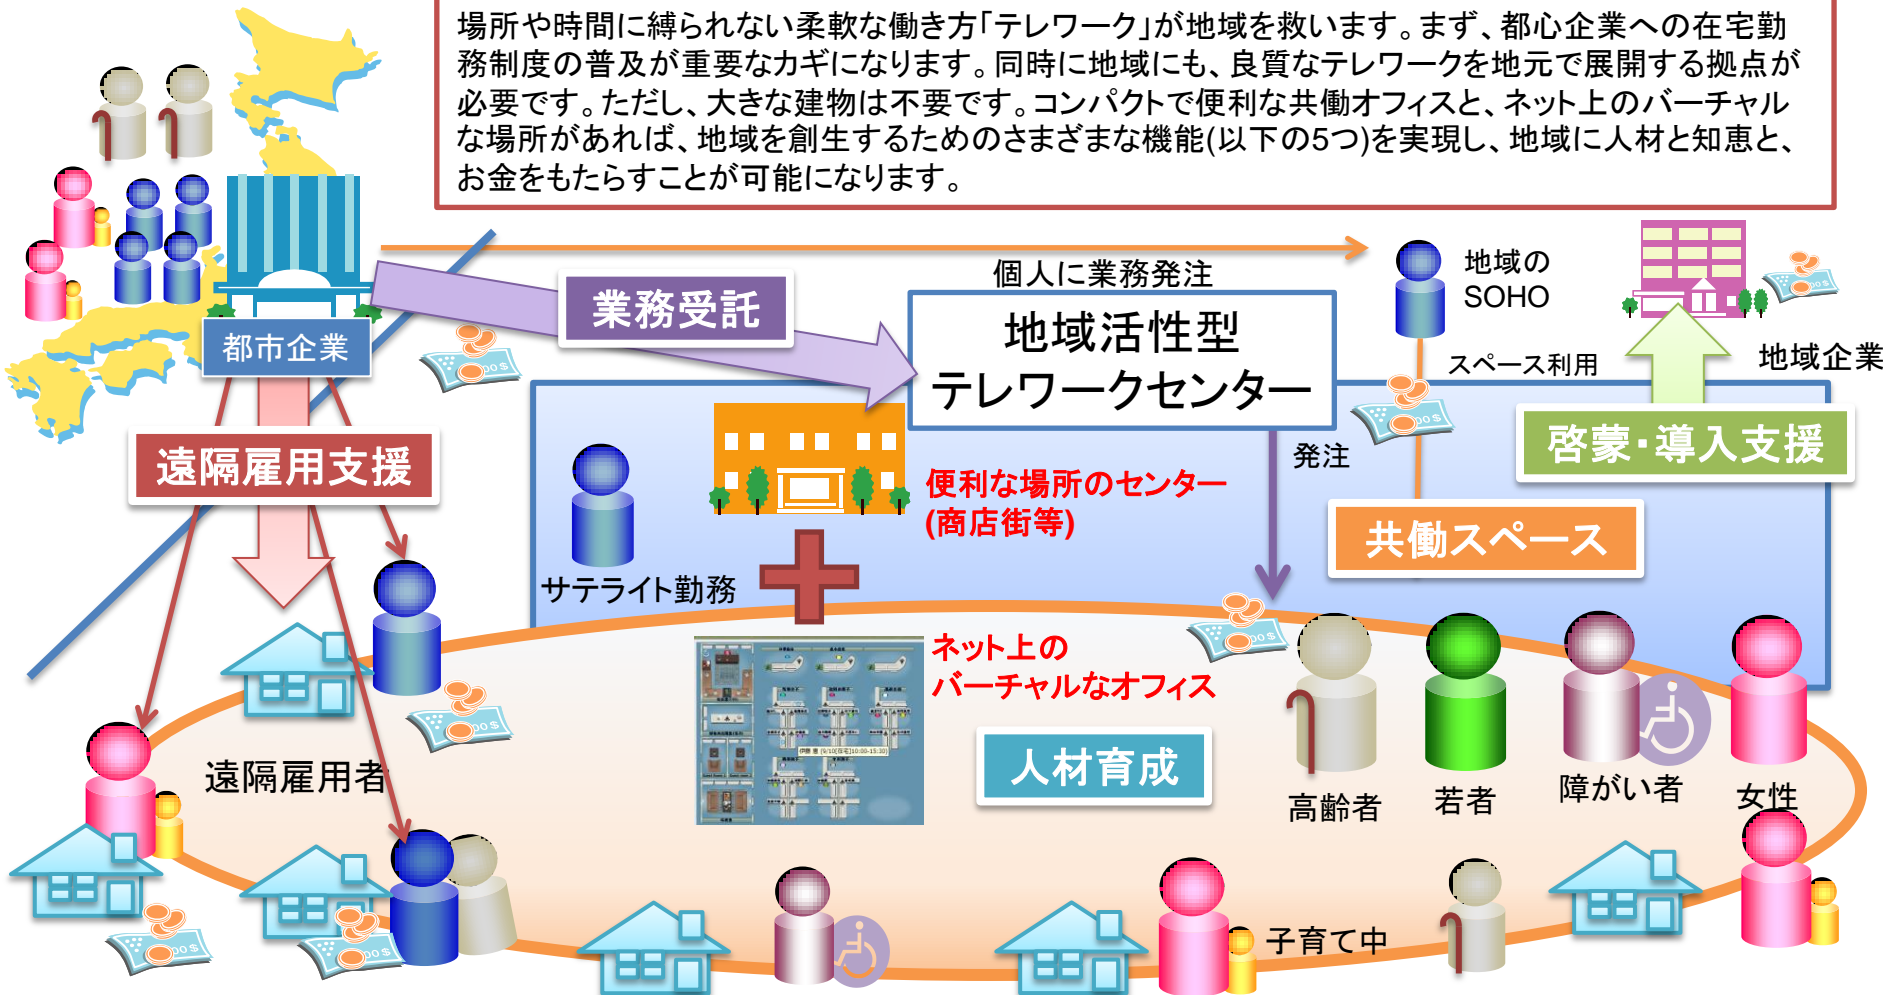 場所や時間に縛られない柔軟な働き方「テレワーク」が地域を救います。まず、都心企業への在宅勤
務制度の普及が重要なカギになります。同時に地域にも、良質なテレワークを地元で展開する拠点が
必要です。ただし、大きな建物は不要です。コンパクトで便利な共働オフィスと、ネット上のバーチャル
な場所があれば、地域を創生するためのさまざまな機能(以下の5つ)を実現し、地域に人材と知恵と、
お金をもたらすことが可能になります。
都市企業
業務受託
個人に業務発注
地域活性型
テレワークセンター
地域の
SOHO
スペース利用
地域企業
遠隔雇用支援
発注
啓蒙・導入支援
便利な場所のセンター
(商店街等)
共働スペース
サテライト勤務
ネット上の
バーチャルなオフィス
人材育成
遠隔雇用者
高齢者
若者
障がい者
女性
子育て中